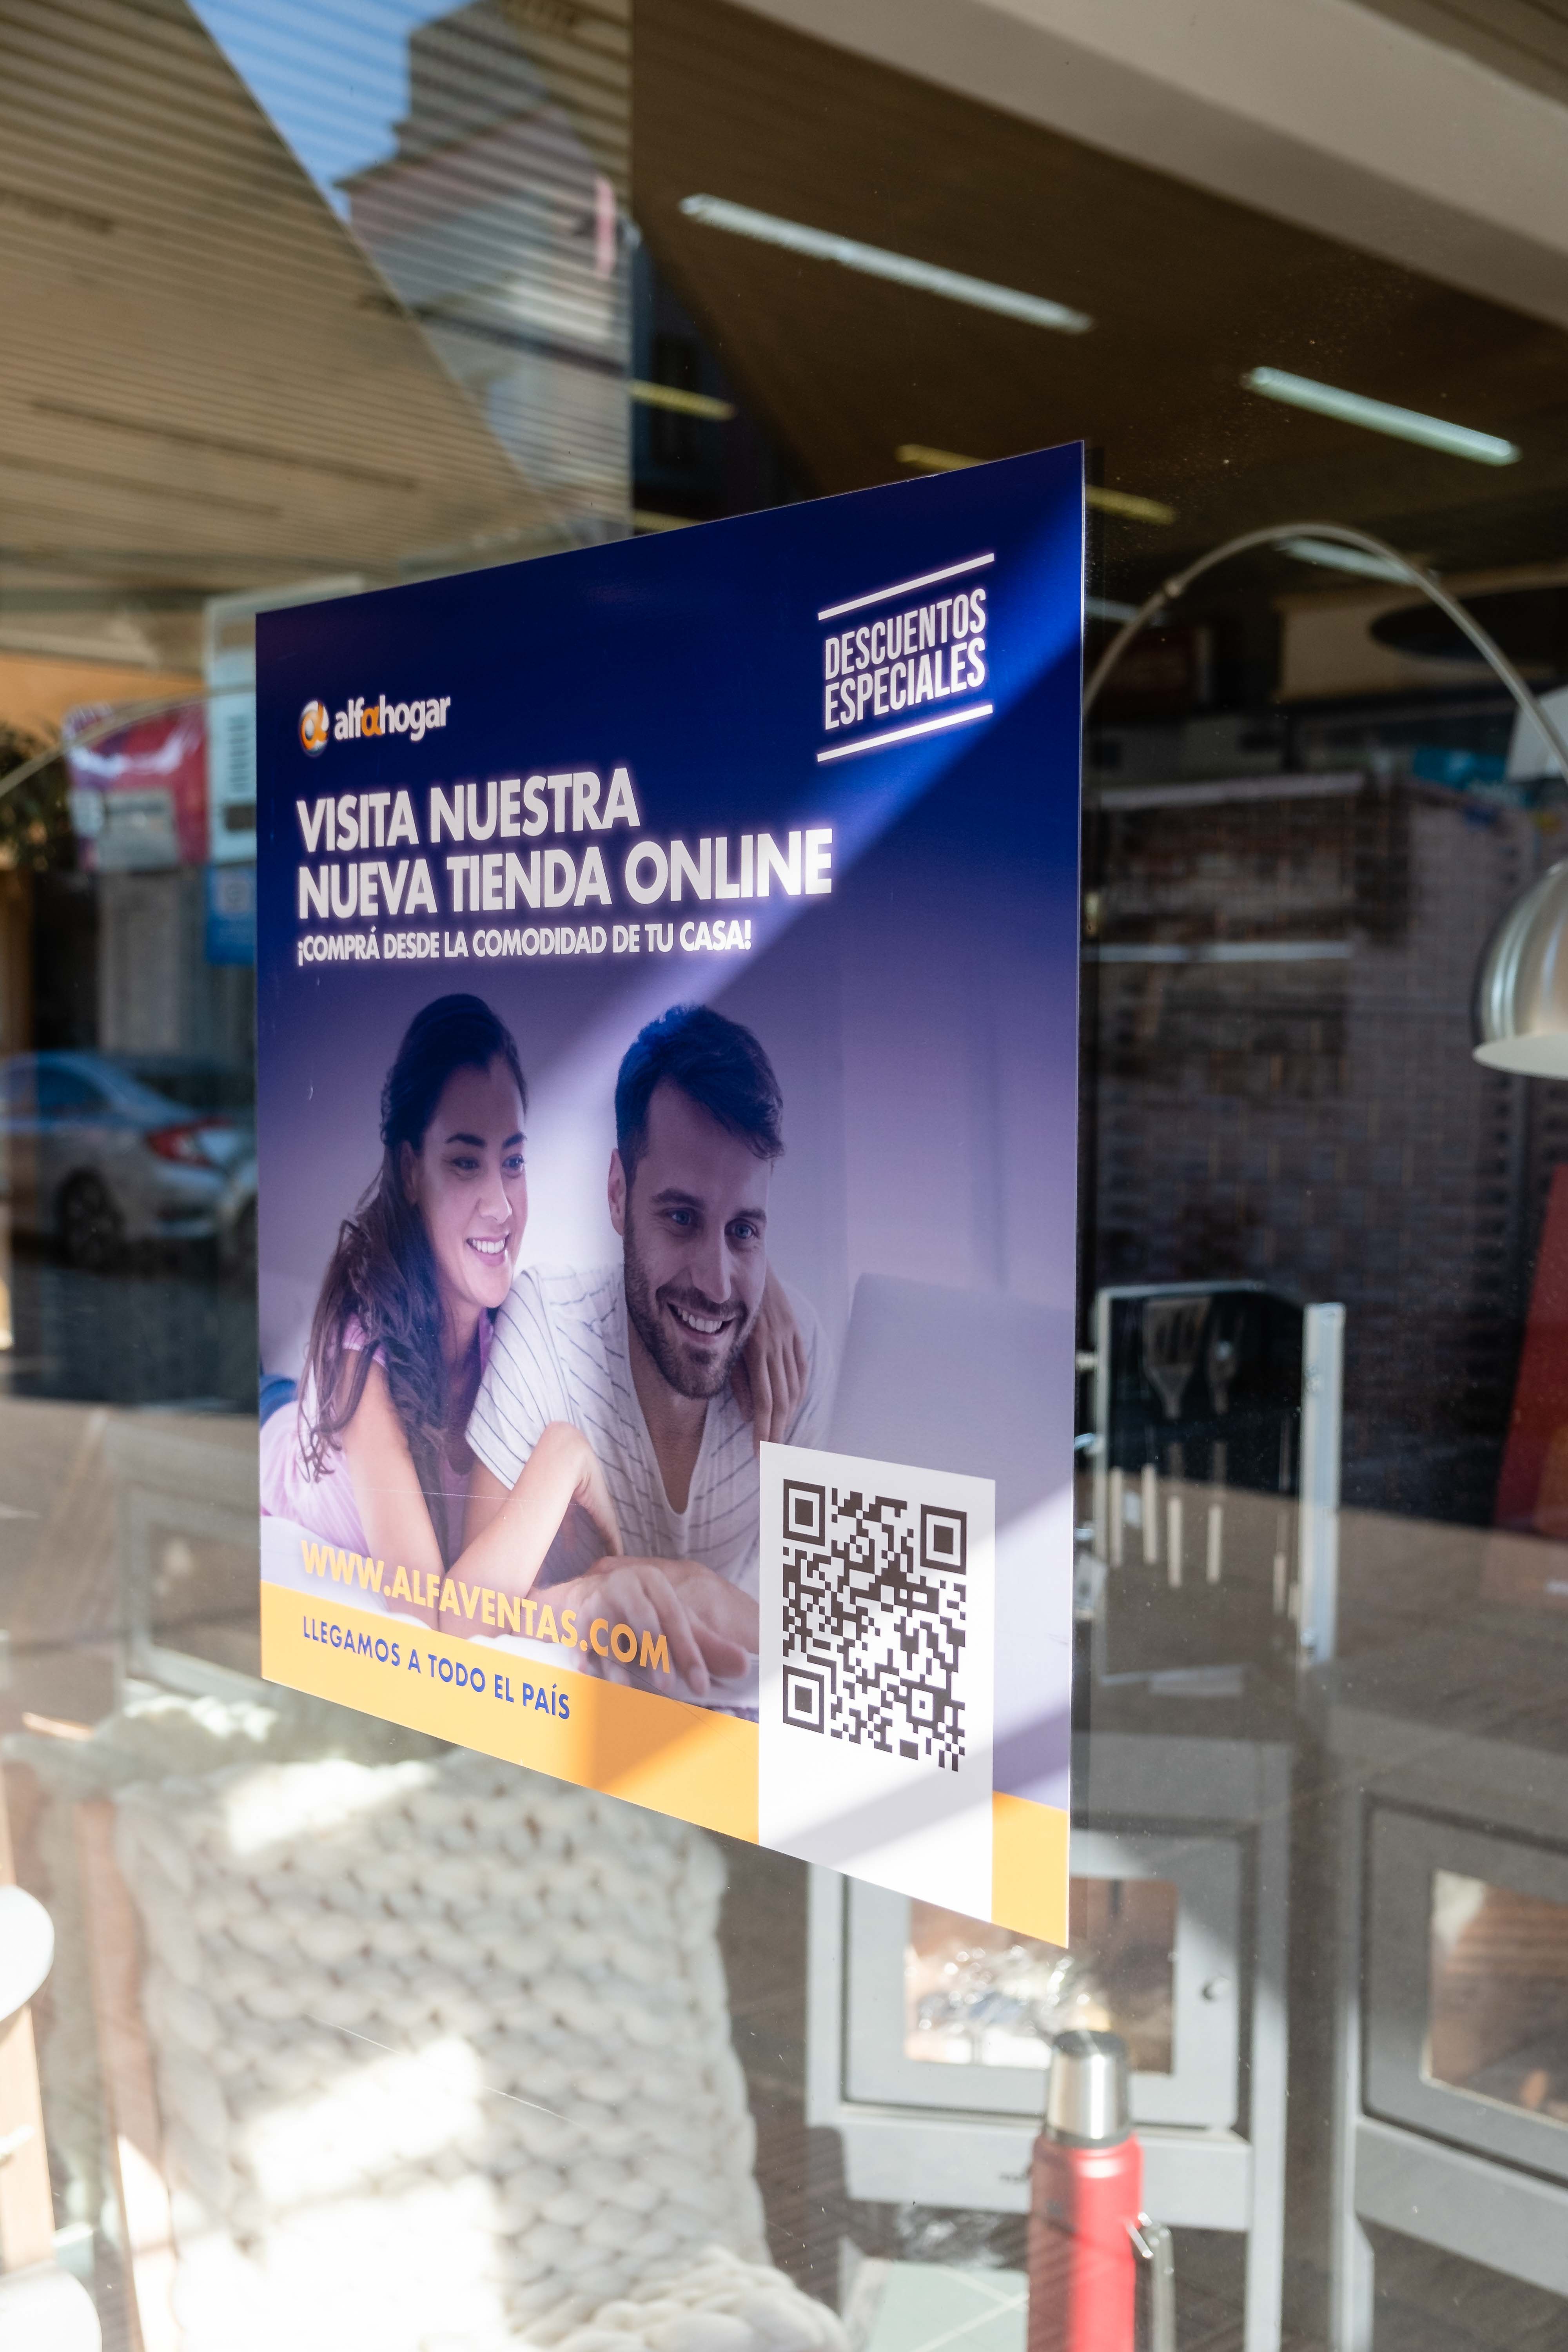 DESCUENTOS
ESPECIALES
alfahogar
VISITA NUESTRA
NUEVA TIENDA ONLINE
¡COMPRÁ DESDE LA COMODIDAD DE TU CASA!
WWW.ALFAVENTAS.COM
LLEGAMOS A TODO EL PAÍS